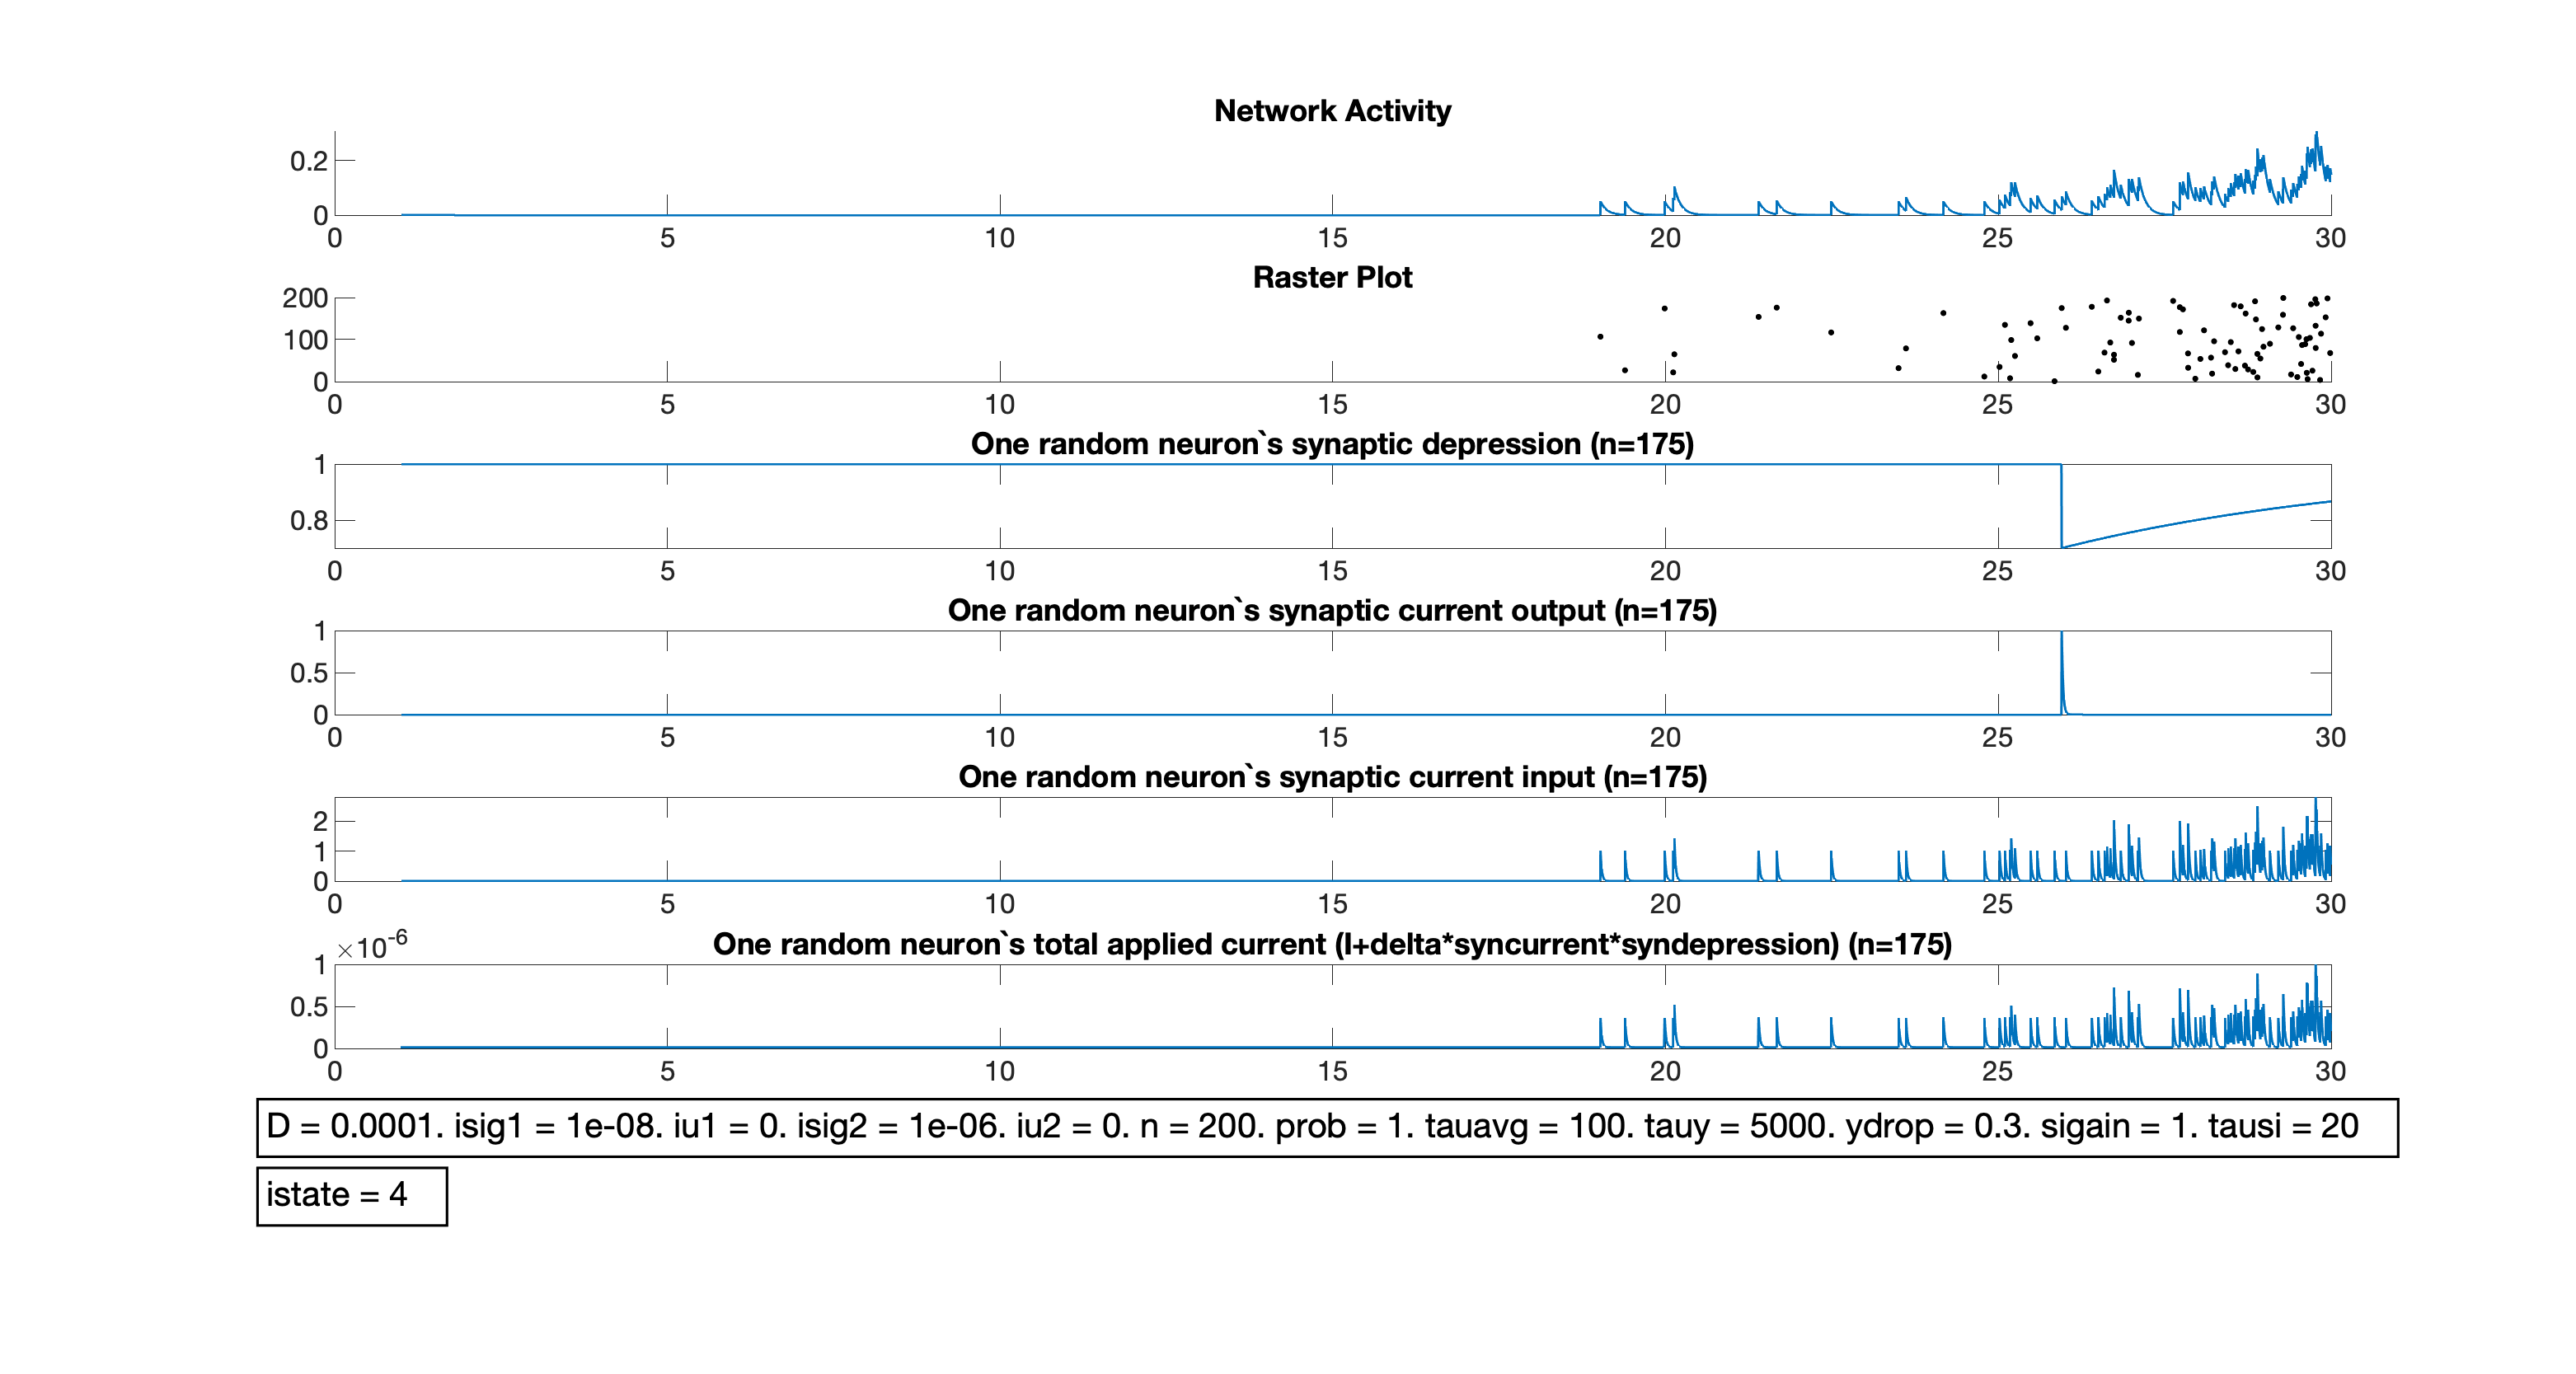 Network Activity
0.2
0
0 5 10 15 20 25 30
Raster Plot
200
100
0
0 5 10 15 20 25 30
One random neuron`s synaptic depression (n=175)
1
0.8
0 5 10 15 20 25 30
One random neuron`s synaptic current output (n=175)
1
0.5
0
0 5 10 15 20 25 30
One random neuron`s synaptic current input (n=175)
2
1
0
0 5 10 15 20 25 30
×10-6
One random neuron`s total applied current (I+delta*syncurrent*syndepression) (n=175)
1
0.5
0
0 5 10 15 20 25 30
D = 0.0001. isig1 = 1e-08. iu1 = 0. isig2 = 1e-06. iu2 = 0. n = 200. prob = 1. tauavg = 100. tauy = 5000. ydrop = 0.3. sigain = 1. tausi = 20
istate = 4